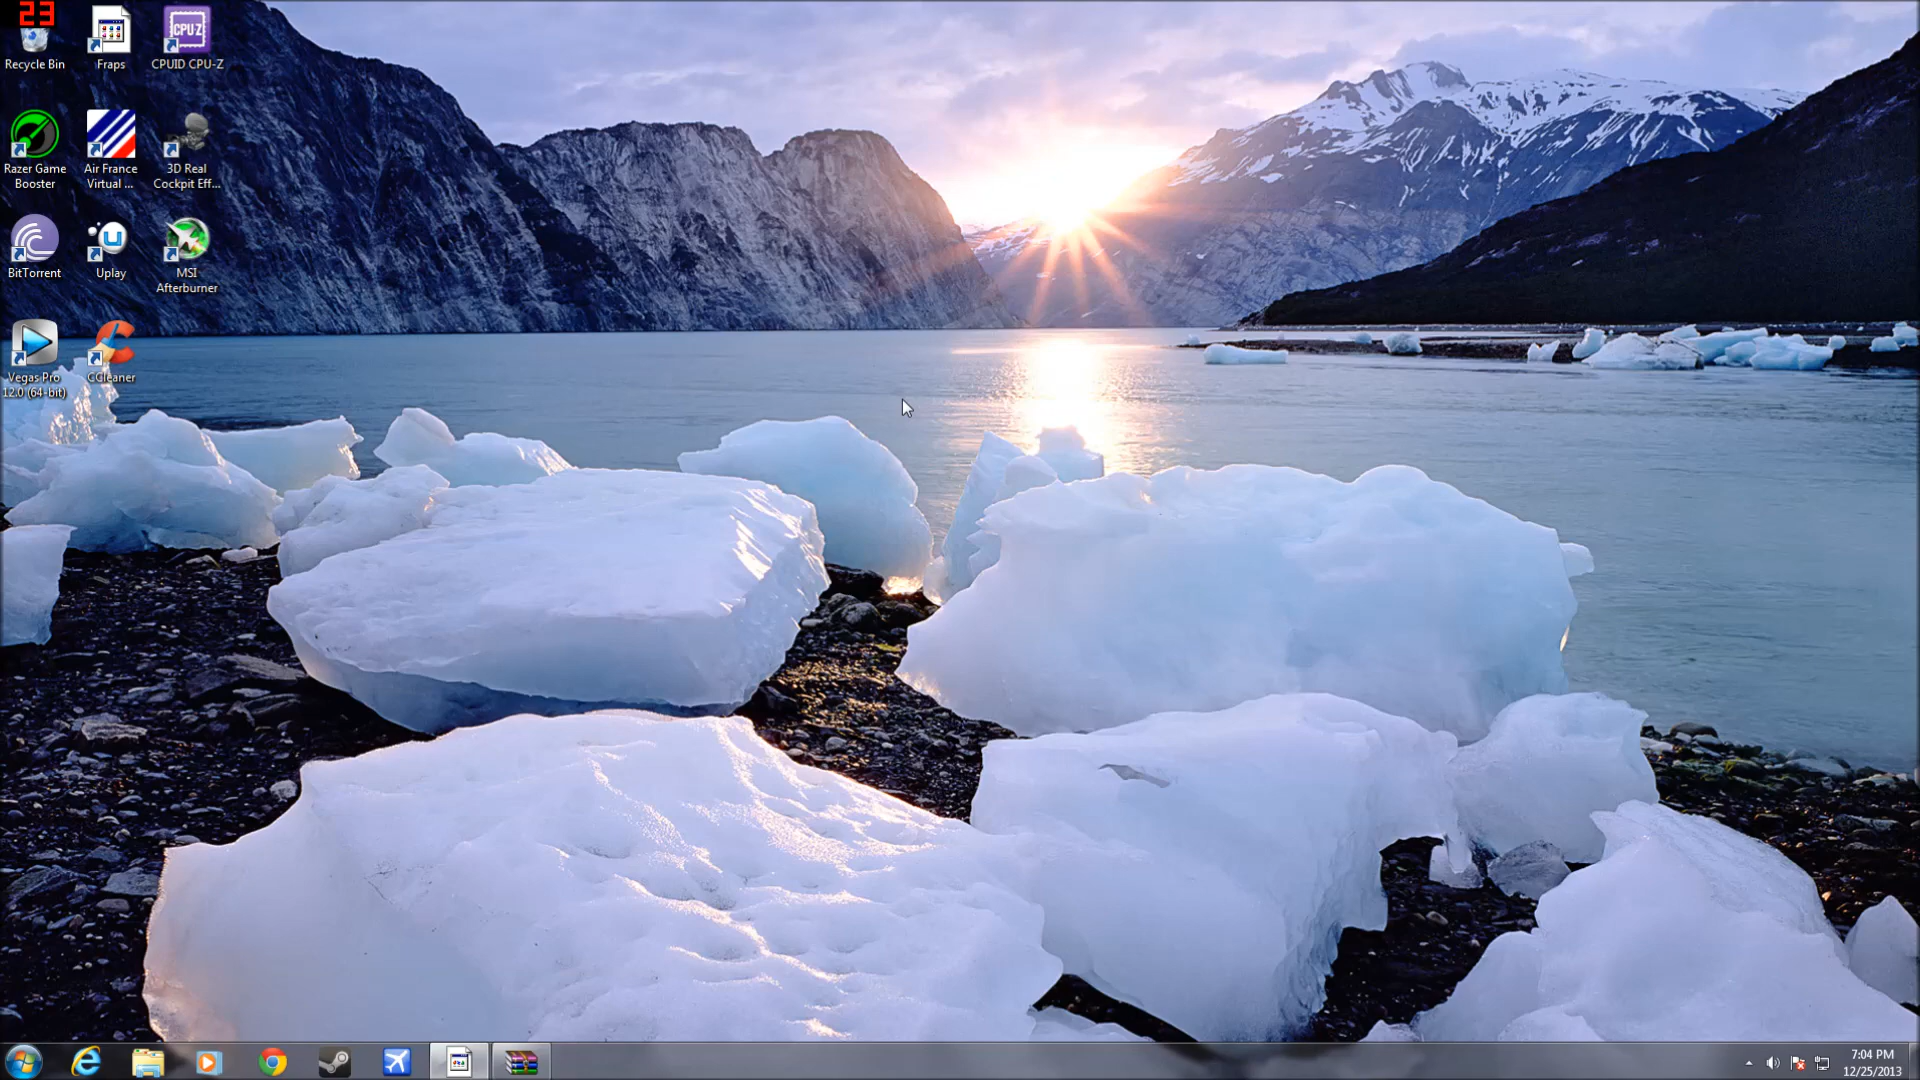 23
Recycle Bin
Fraps
CPU-Z
CPUID CPU-Z
Razer Game
Booster
Air France
Virtual ...
3D Real
Cockpit Eff...
BitTorrent
Uplay
MSI
Afterburner
Vegas Pro
12.0 (64-bit)
CCleaner
7:04 PM
12/25/2013